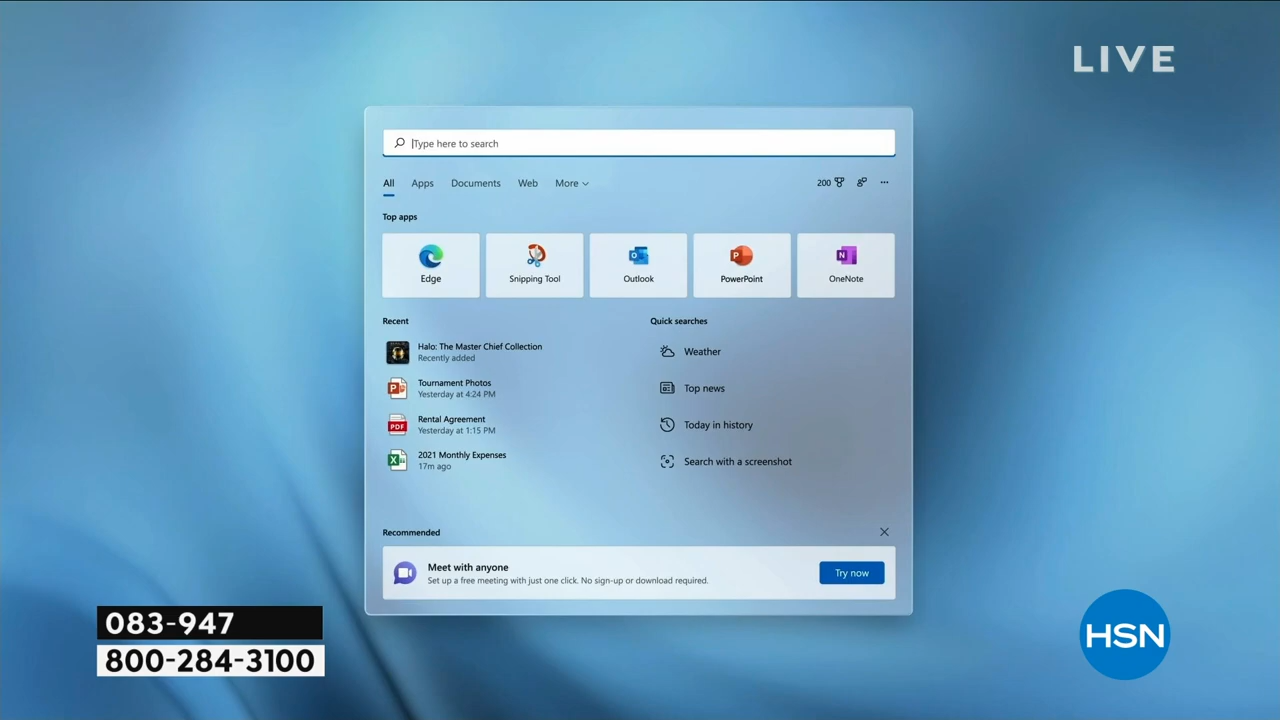 LIVE
Type here to search
All Apps Documents Web More
200
Top apps
Edge Snipping Tool Outlook PowerPoint OneNote
Recent
Halo: The Master Chief Collection
Recently added
Tournament Photos
Yesterday at 4:24 PM
PDF
Rental Agreement
Yesterday at 1:15 PM
2021 Monthly Expenses
17m ago
Quick searches
Weather
Top news
Today in history
Search with a screenshot
Recommended
Meet with anyone
Set up a free meeting with just one click. No sign-up or download required.
Try now
083-947
800-284-3100
HSN